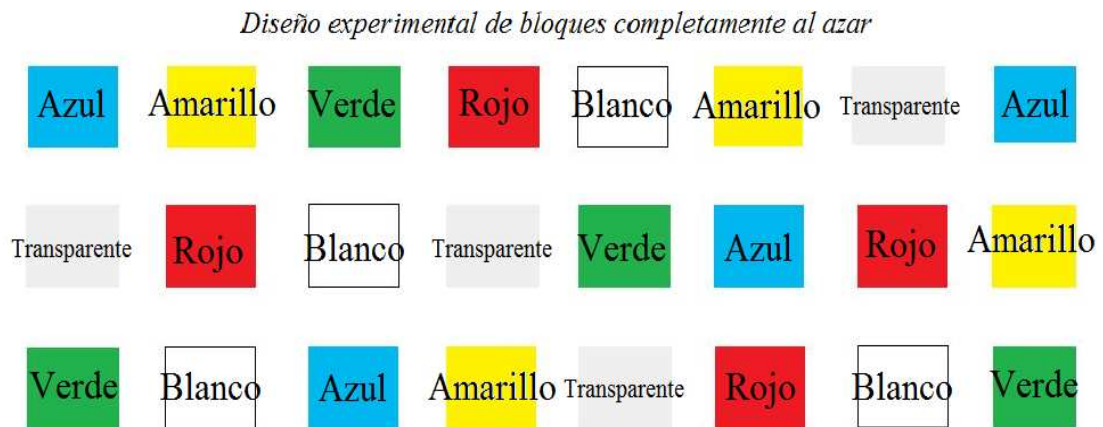 Diseño experimental de bloques completamente al azar
Azul Amarillo Verde Rojo Blanco Amarillo Transparente Azul
Transparente Rojo Blanco Transparente Verde Azul Rojo Amarillo
Verde Blanco Azul Amarillo Transparente Rojo Blanco Verde